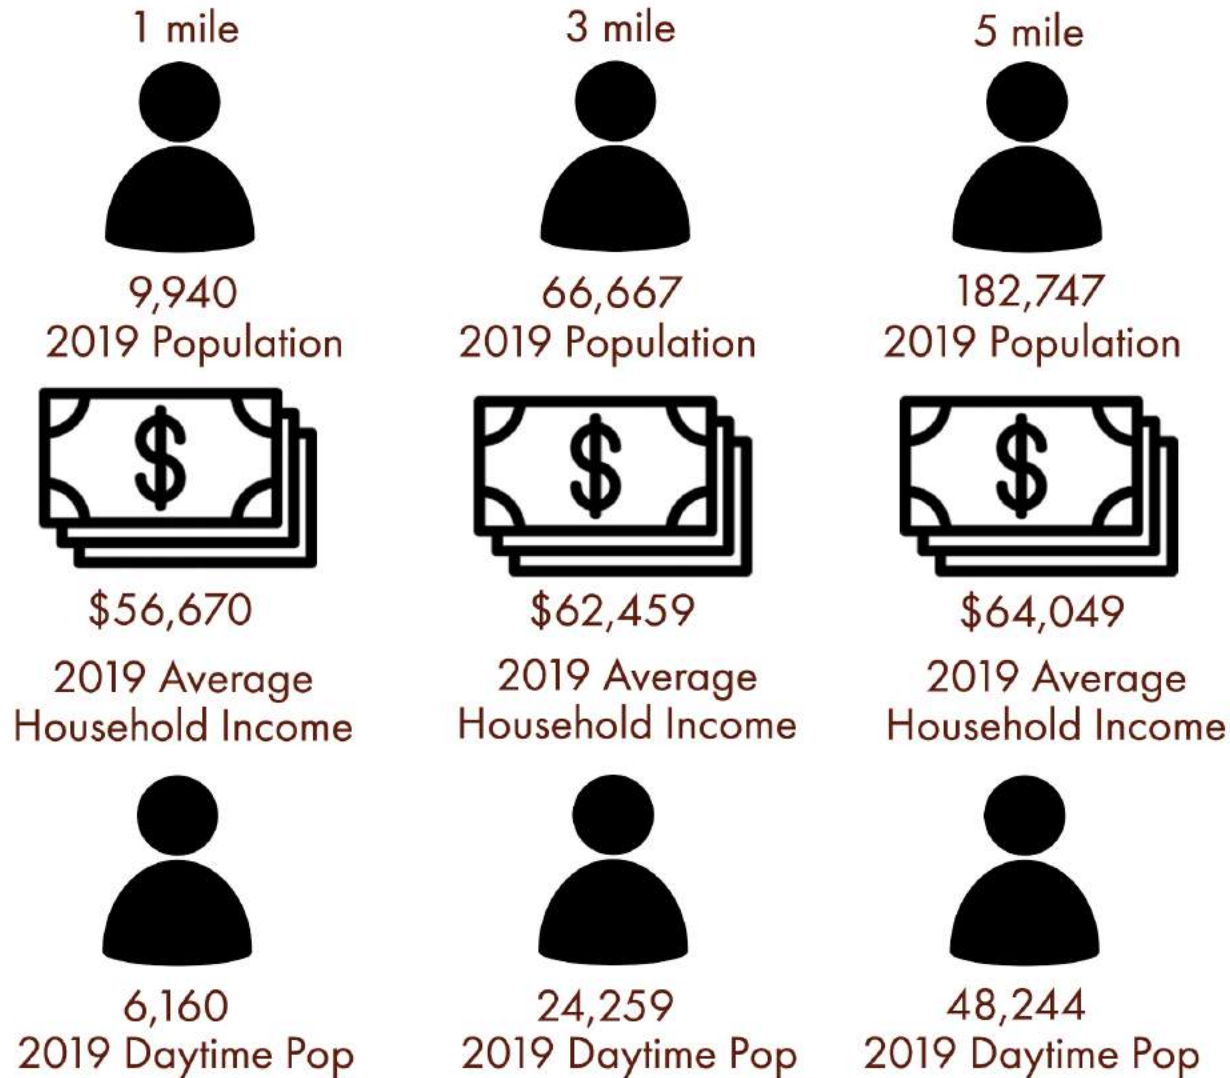 1 mile
3 mile
5 mile
9,940
2019 Population
66,667
2019 Population
182,747
2019 Population
$
$
$
$56,670
2019 Average
Household Income
$62,459
2019 Average
Household Income
$64,049
2019 Average
Household Income
6,160
2019 Daytime Pop
24,259
2019 Daytime Pop
48,244
2019 Daytime Pop